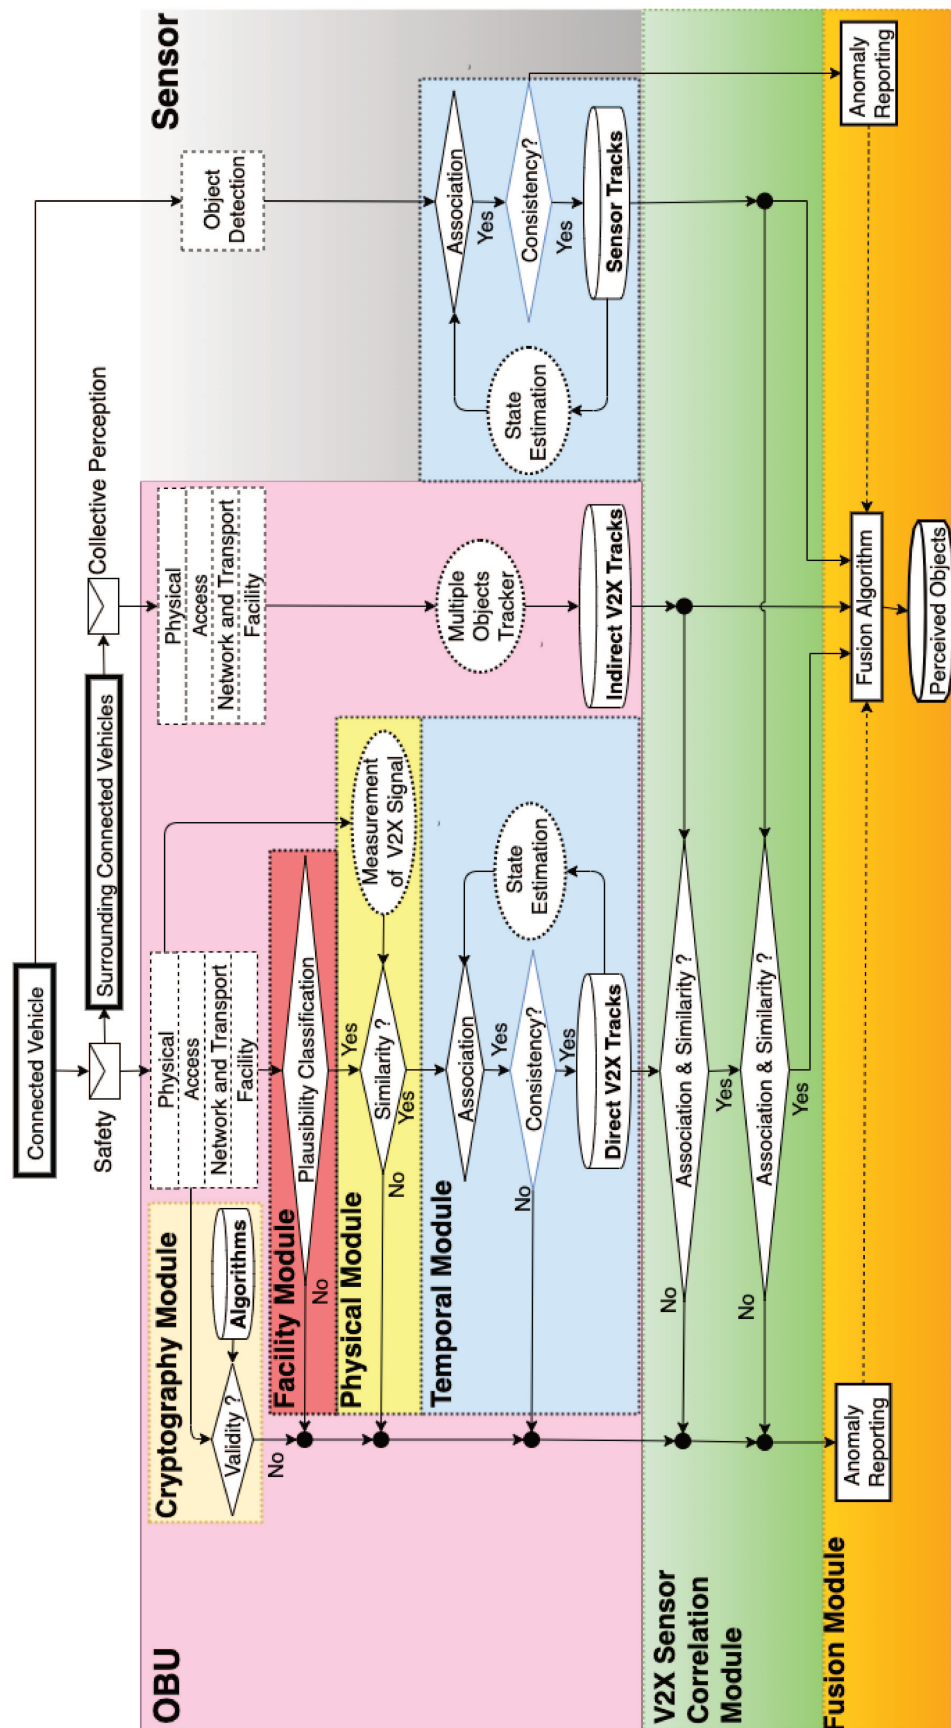 Connected Vehicle
Safety
Surrounding Connected Vehicles
Collective Perception
OBU
Sensor
Cryptography Module
Validity ?
Algorithms
No
Physical
Access
Network and Transport
Facility
Physical
Access
Network and Transport
Facility
Object
Detection
Facility Module
Plausibility Classification
No
Yes
Physical Module
Similarity ?
Measurement
of V2X Signal
No
Yes
Temporal Module
Association
Yes
Consistency?
No
Yes
State
Estimation
Direct V2X Tracks
Multiple
Objects
Tracker
Indirect V2X Tracks
State
Estimation
Association
Yes
Consistency?
Yes
Sensor Tracks
V2X Sensor
Correlation
Module
No
Association & Similarity ?
Yes
No
Association & Similarity ?
Yes
Fusion Module
Anomaly
Reporting
Fusion Algorithm
Perceived Objects
Anomaly
Reporting